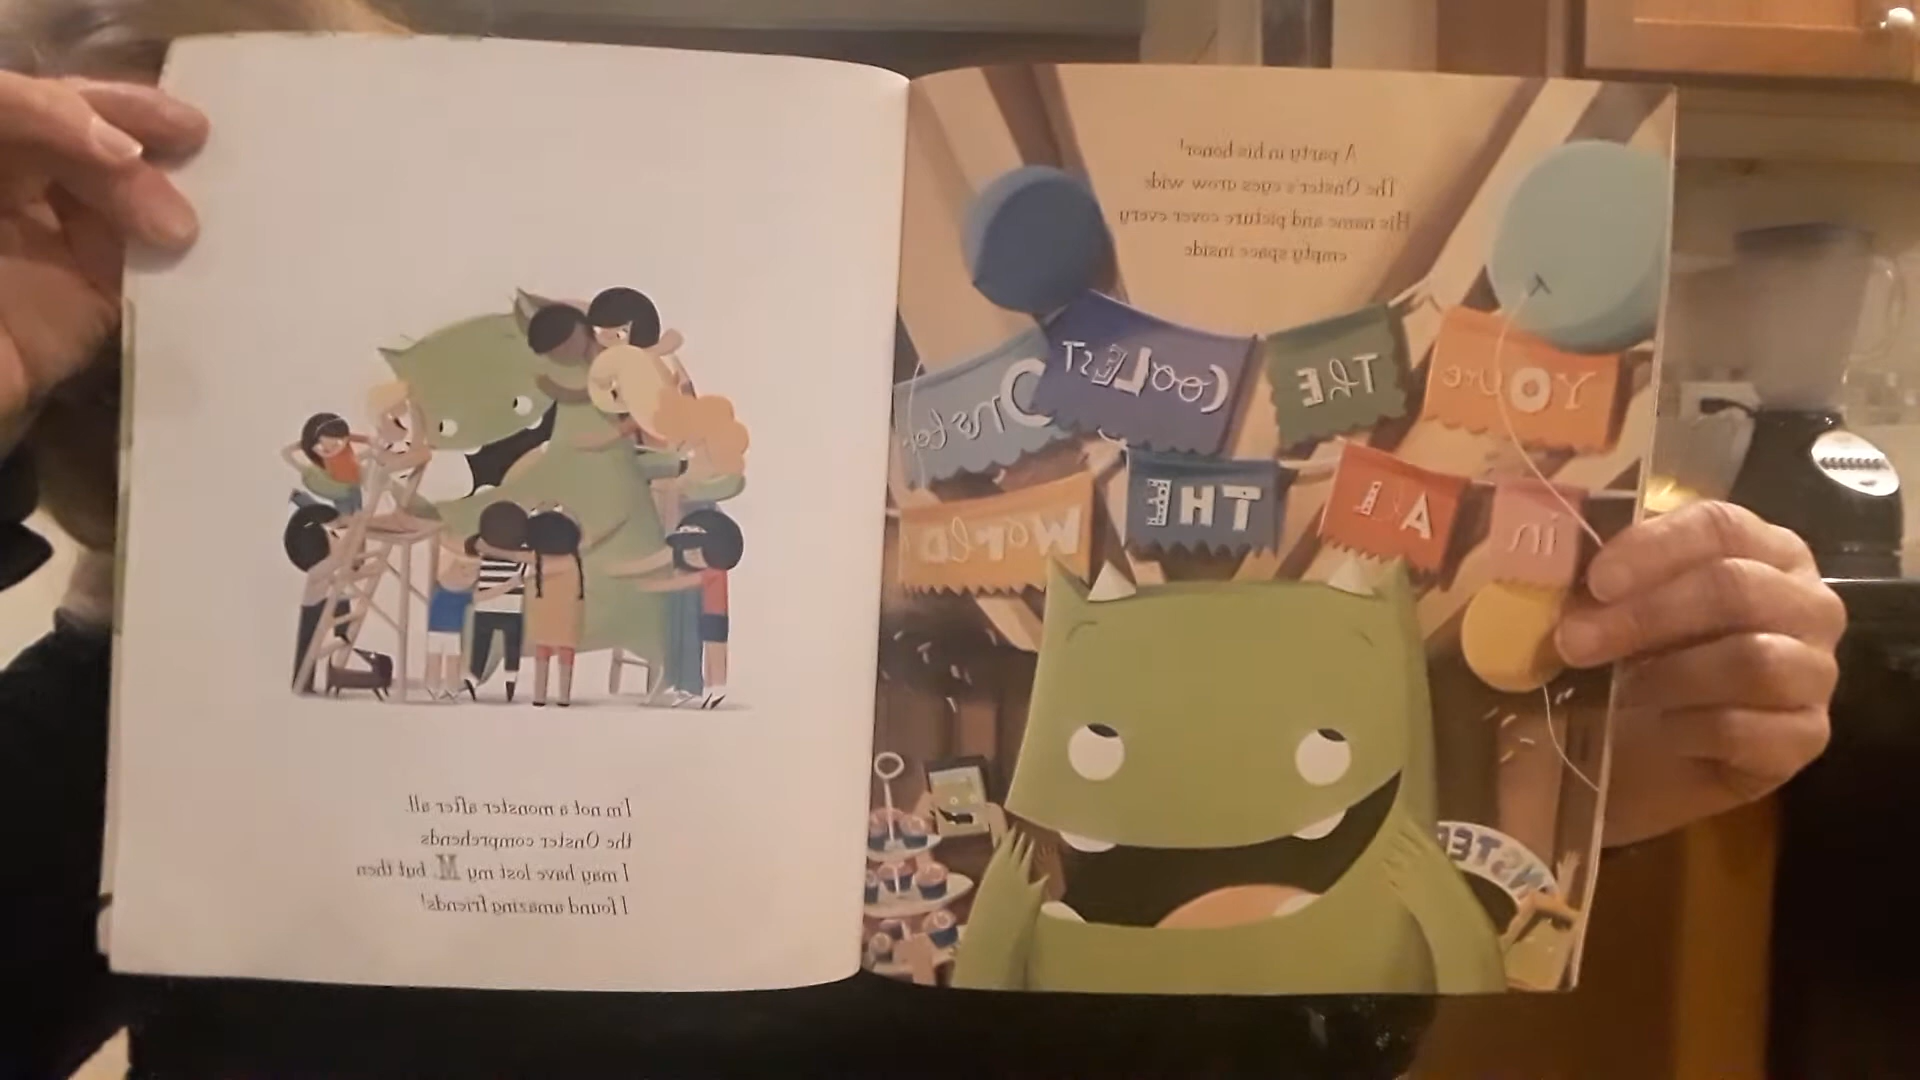 A party in his honor!
The Onster's eyes grow wide
His name and picture cover every
empty space inside
YOu're THE COOLEST Onster
in ALL THE World
NSTER
I'm not a monster after all,
the Onster comprehends
I may have lost my M, but then
I found amazing friends!